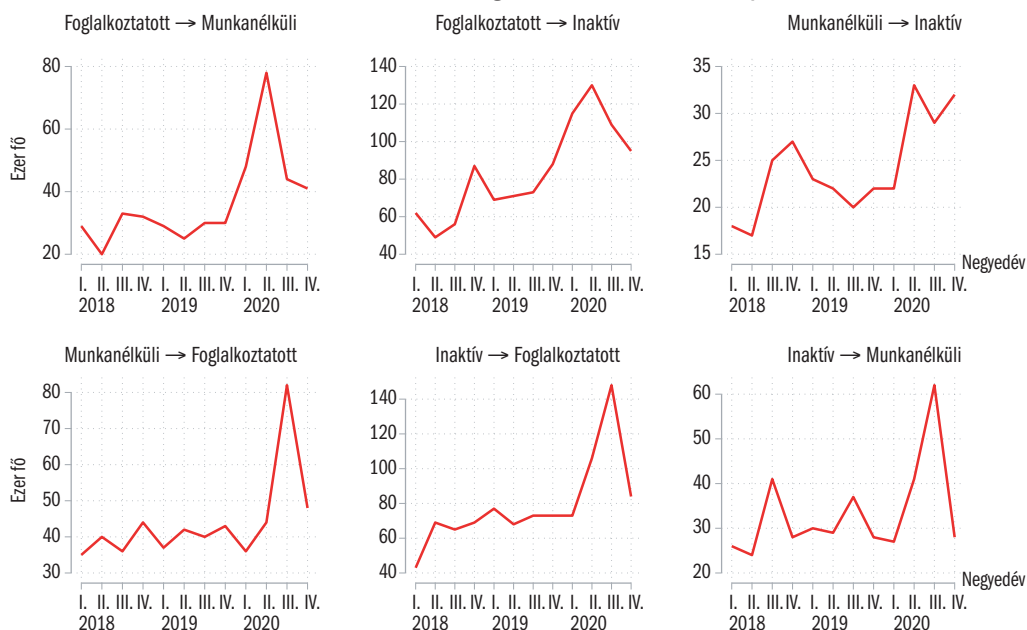 Foglalkoztatott → Munkanélküli
Ezer fő
80
60
40
20
I. II. III. IV. I. II. III. IV. I. II. III. IV.
2018 2019 2020
Foglalkoztatott → Inaktív
140
120
100
80
60
40
I. II. III. IV. I. II. III. IV. I. II. III. IV.
2018 2019 2020
Munkanélküli → Inaktív
35
30
25
20
15
Negyedév
I. II. III. IV. I. II. III. IV. I. II. III. IV.
2018 2019 2020
Munkanélküli → Foglalkoztatott
Ezer fő
80
70
60
50
40
30
I. II. III. IV. I. II. III. IV. I. II. III. IV.
2018 2019 2020
Inaktív → Foglalkoztatott
140
120
100
80
60
40
I. II. III. IV. I. II. III. IV. I. II. III. IV.
2018 2019 2020
Inaktív → Munkanélküli
60
50
40
30
20
Negyedév
I. II. III. IV. I. II. III. IV. I. II. III. IV.
2018 2019 2020